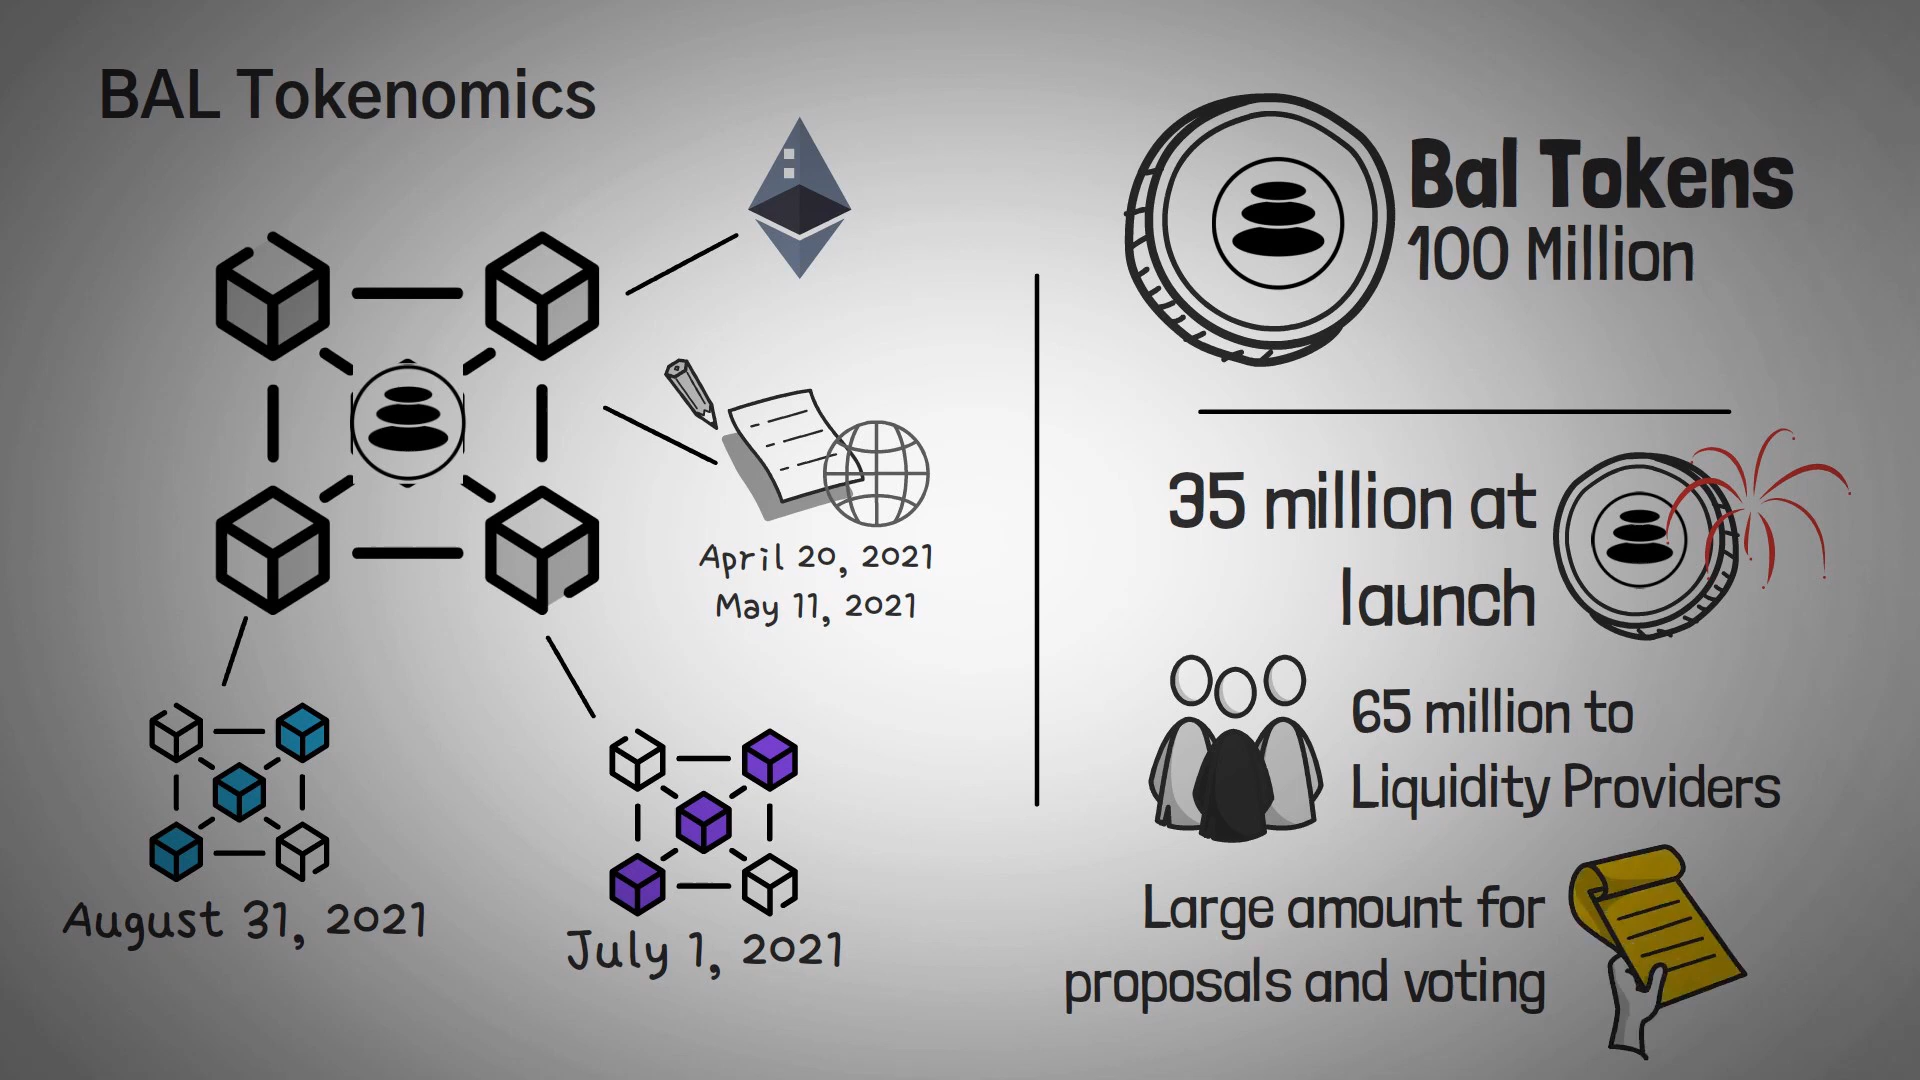 BAL Tokenomics
April 20, 2021
May 11, 2021
August 31, 2021
July 1, 2021
Bal Tokens
100 Million
35 million at
launch
65 million to
Liquidity Providers
Large amount for
proposals and voting